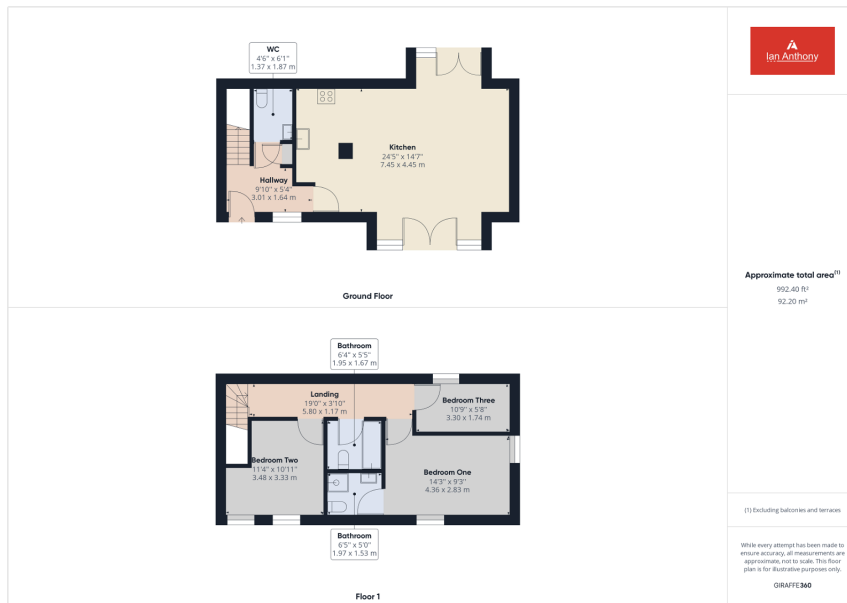 WC
4'6" x 6'1"
1.37 x 1.87 m
Kitchen
24'5" x 14'7"
7.45 x 4.45 m
Hallway
9'10" x 5'4"
3.01 x 1.64 m
Ground Floor
Bathroom
6'4" x 5'5"
1.95 x 1.67 m
Landing
19'0" x 3'10"
5.80 x 1.17 m
Bedroom Three
10'9" x 5'8"
3.30 x 1.74 m
Bedroom Two
11'4" x 10'11"
3.48 x 3.33 m
Bedroom One
14'3" x 9'3"
4.36 x 2.83 m
Bathroom
6'5" x 5'0"
1.97 x 1.53 m
Floor 1
Ian Anthony
Approximate total area(1)
992.40 ft²
92.20 m²
(1) Excluding balconies and terraces
While every attempt has been made to
ensure accuracy, all measurements are
approximate, not to scale. This floor
plan is for illustrative purposes only.
GIRAFFE360